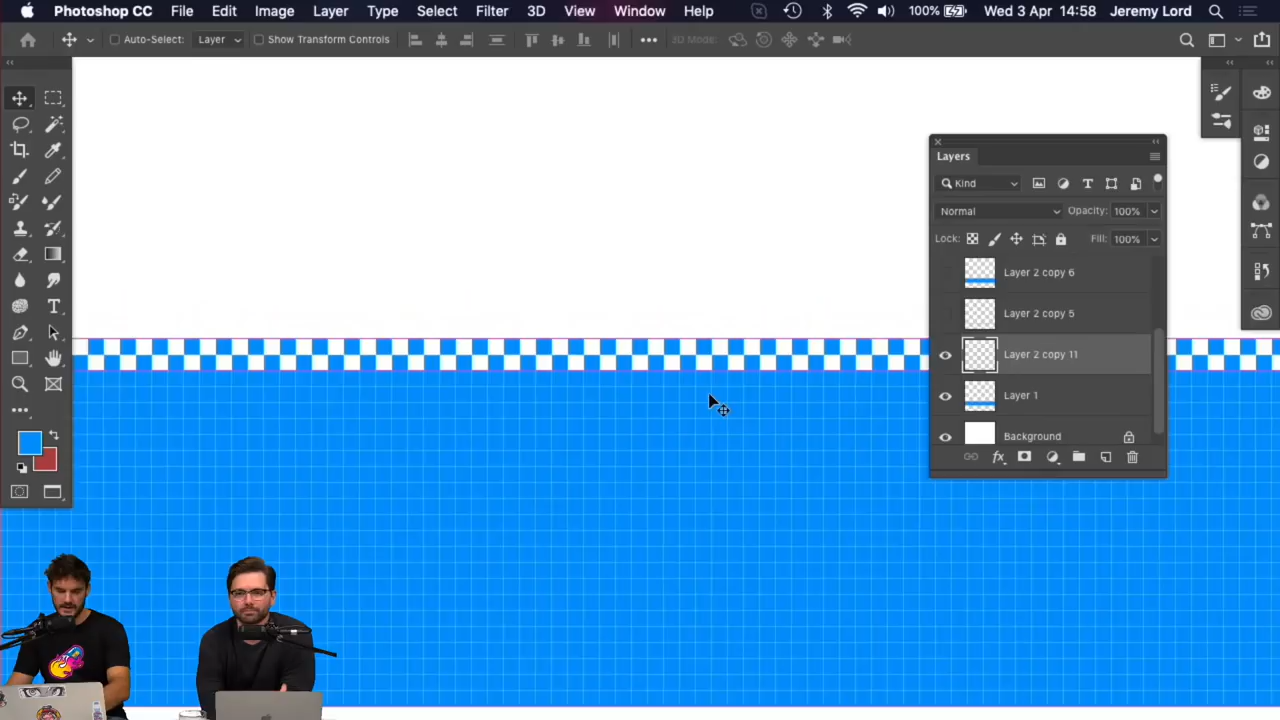 Photoshop CC File Edit Image Layer Type Select Filter 3D View Window Help 100% Wed 3 Apr 14:58 Jeremy Lord
Auto-Select: Layer Show Transform Controls 3D Mode:
Layers
Kind
Normal Opacity: 100%
Lock: Fill: 100%
Layer 2 copy 6
Layer 2 copy 5
Layer 2 copy 11
Layer 1
Background
fx